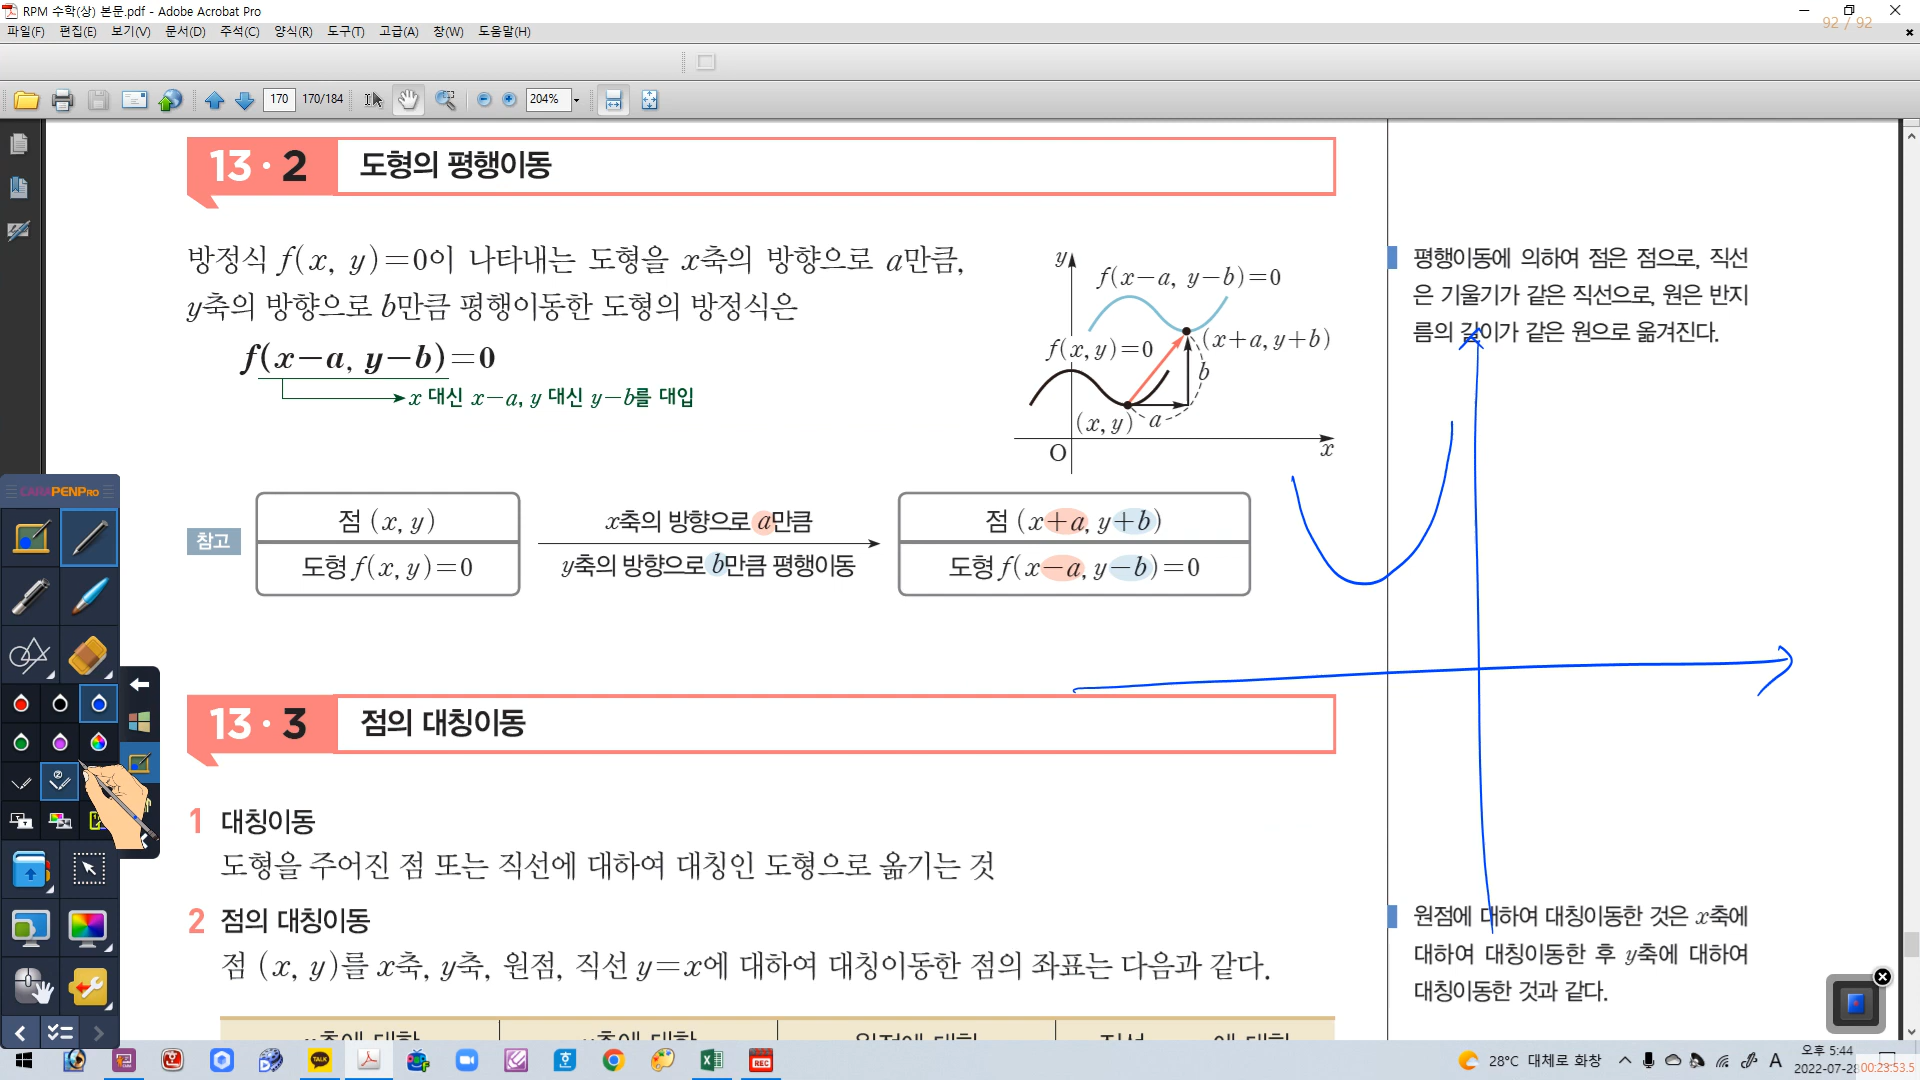 RPM 수학(상) 본문.pdf - Adobe Acrobat Pro
92 / 92
파일(F) 편집(E) 보기(V) 문서(D) 주석(C) 양식(R) 도구(T) 고급(A) 창(W) 도움말(H)
170 170/184 204%
13·2 도형의 평행이동
방정식 f(x, y)=0이 나타내는 도형을 x축의 방향으로 a만큼,
y축의 방향으로 b만큼 평행이동한 도형의 방정식은
f(x-a, y-b)=0
x 대신 x-a, y 대신 y-b를 대입
y
f(x-a, y-b)=0
(x+a, y+b)
f(x, y)=0
b
(x, y) a
O x
평행이동에 의하여 점은 점으로, 직선
은 기울기가 같은 직선으로, 원은 반지
름의 길이가 같은 원으로 옮겨진다.
참고
점 (x, y)
도형 f(x, y)=0
x축의 방향으로 a만큼
y축의 방향으로 b만큼 평행이동
점 (x+a, y+b)
도형 f(x-a, y-b)=0
13·3 점의 대칭이동
1 대칭이동
도형을 주어진 점 또는 직선에 대하여 대칭인 도형으로 옮기는 것
2 점의 대칭이동
점 (x, y)를 x축, y축, 원점, 직선 y=x에 대하여 대칭이동한 점의 좌표는 다음과 같다.
원점에 대하여 대칭이동한 것은 x축에
대하여 대칭이동한 후 y축에 대하여
대칭이동한 것과 같다.
CARAPENPRO
TALK
REC
28°C 대체로 화창
A
오후 5:44
2022-07-28
00:23:53.5